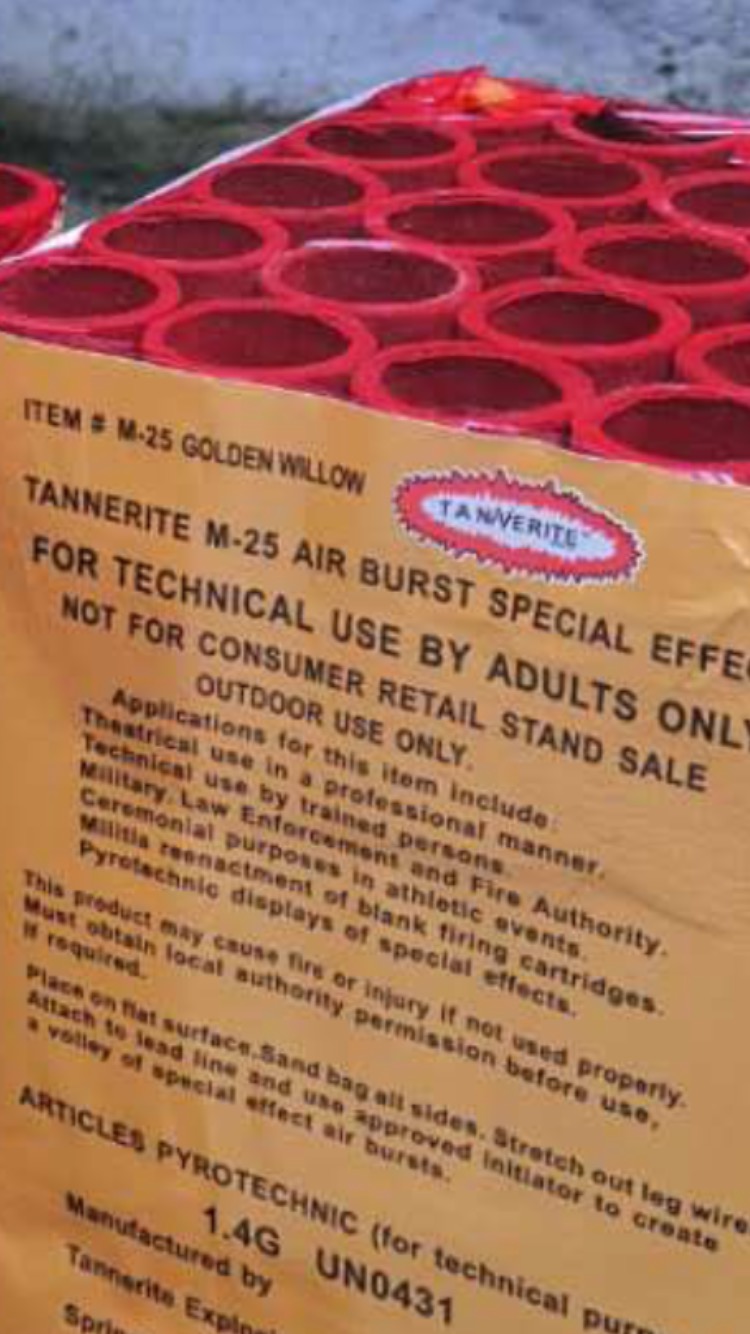 ITEM # M-25 GOLDEN WILLOW
TANNERITE
TANNERITE M-25 AIR BURST SPECIAL EFFEC
FOR TECHNICAL USE BY ADULTS ONLY
NOT FOR CONSUMER RETAIL STAND SALE
OUTDOOR USE ONLY.
Applications for this item include:
Theatrical use in a professional manner.
Technical use by trained persons.
Military, Law Enforcement and Fire Authority.
Ceremonial purposes in athletic events.
Militia reenactment of blank firing cartridges.
Pyrotechnic displays of special effects.
This product may cause fire or injury if not used properly.
Must obtain local authority permission before use,
if required.
Place on flat surface.Sand bag all sides. Stretch out leg wire
Attach to lead line and use approved initiator to create
a volley of special effect air bursts.
ARTICLES PYROTECHNIC (for technical purp
1.4G UN0431
Manufactured by
Tannerite Explo
Sprin